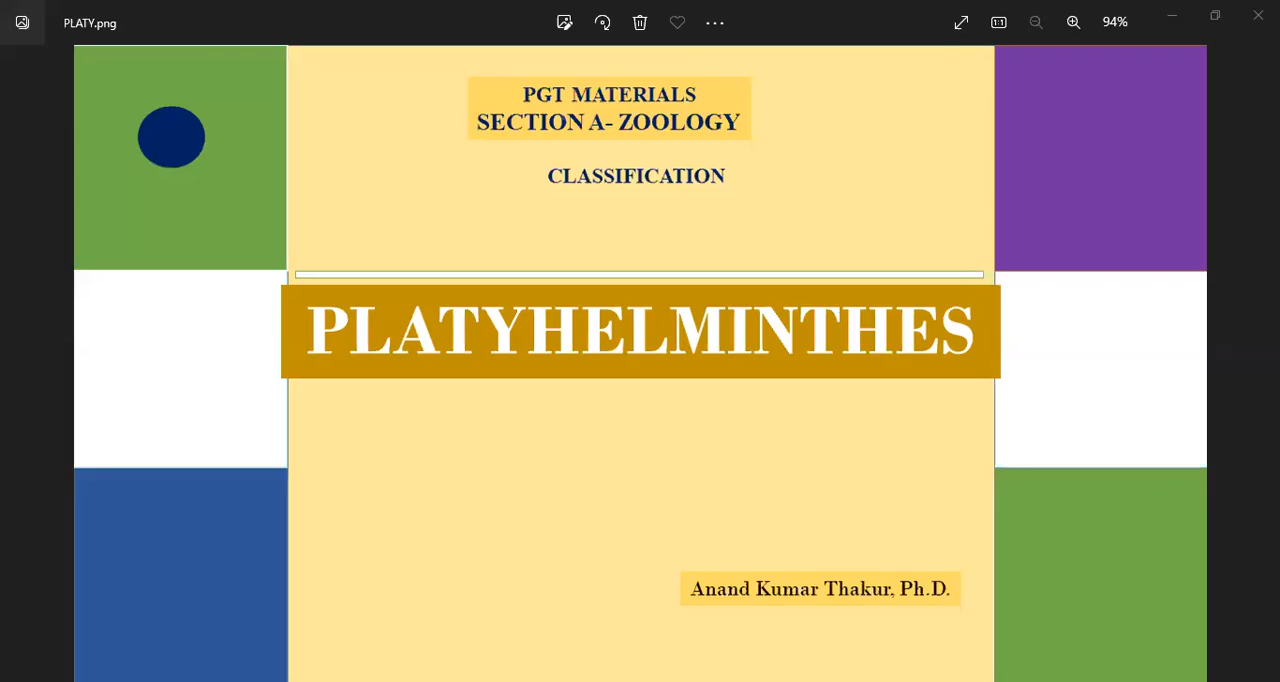 PLATY.png
94%
PGT MATERIALS
SECTION A- ZOOLOGY
CLASSIFICATION
PLATYHELMINTHES
Anand Kumar Thakur, Ph.D.